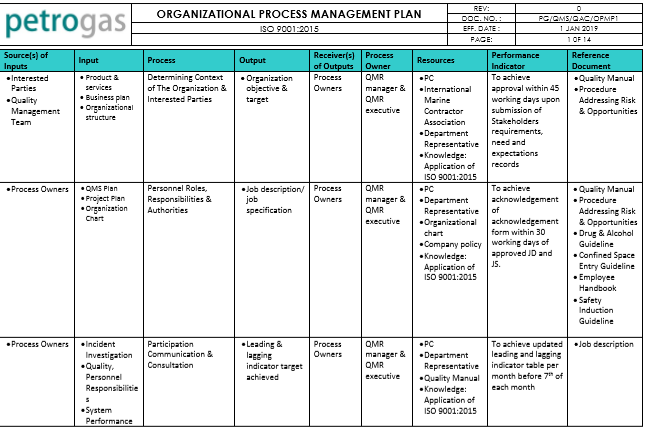 petrogas
ORGANIZATIONAL PROCESS MANAGEMENT PLAN
ISO 9001:2015
REV: 0
DOC. NO. : PG/QMS/QAC/OPMP1
EFF. DATE : 1 JAN 2019
PAGE: 1 OF 14
Source(s) of
Inputs
Input
Process
Output
Receiver(s)
of Outputs
Process
Owner
Resources
Performance
Indicator
Reference
Document
•Interested
Parties
•Quality
Management
Team
•Product &
services
•Business plan
•Organizational
structure
Determining Context
of The Organization &
Interested Parties
•Organization
objective &
target
Process
Owners
QMR
manager &
QMR
executive
•PC
•International
Marine
Contractor
Association
•Department
Representative
•Knowledge:
Application of
ISO 9001:2015
To achieve
approval within 45
working days upon
submission of
Stakeholders
requirements,
need and
expectations
records
•Quality Manual
•Procedure
Addressing Risk
& Opportunities
•Process Owners
•QMS Plan
•Project Plan
•Organization
Chart
Personnel Roles,
Responsibilities &
Authorities
•Job description/
job
specification
Process
Owners
QMR
manager &
QMR
executive
•PC
•Department
Representative
•Organizational
chart
•Company policy
•Knowledge:
Application of
ISO 9001:2015
To achieve
acknowledgement
of
acknowledgement
form within 30
working days of
approved JD and
JS.
•Quality Manual
•Procedure
Addressing Risk
& Opportunities
•Drug & Alcohol
Guideline
•Confined Space
Entry Guideline
•Employee
Handbook
•Safety
Induction
Guideline
•Process Owners
•Incident
Investigation
•Quality,
Personnel
Responsibilitie
s
•System
Performance
Participation
Communication &
Consultation
•Leading &
lagging
indicator target
achieved
Process
Owners
QMR
manager &
QMR
executive
•PC
•Department
Representative
•Quality Manual
•Knowledge:
Application of
ISO 9001:2015
To achieve updated
leading and lagging
indicator table per
month before 7th of
each month
•Job description